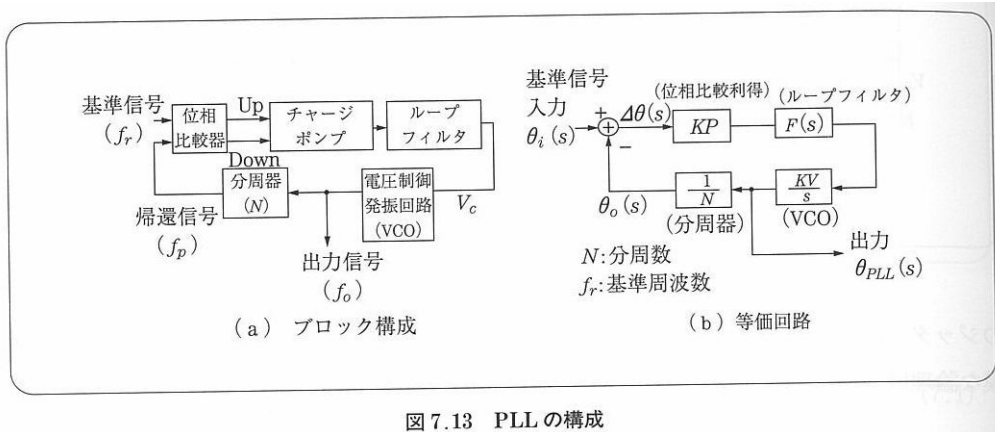 基準信号
(f_r)
位相
比較器
Up
Down
チャージ
ポンプ
ループ
フィルタ
分周器
(N)
電圧制御
発振回路
(VCO)
V_c
帰還信号
(f_p)
出力信号
(f_o)
(a) ブロック構成
基準信号
入力
θ_i(s)
+
−
Δθ(s)
(位相比較利得)
KP
(ループフィルタ)
F(s)
θ_o(s)
1/N
(分周器)
KV/s
(VCO)
出力
θ_PLL(s)
N:分周数
f_r:基準周波数
(b) 等価回路
図7.13 PLLの構成